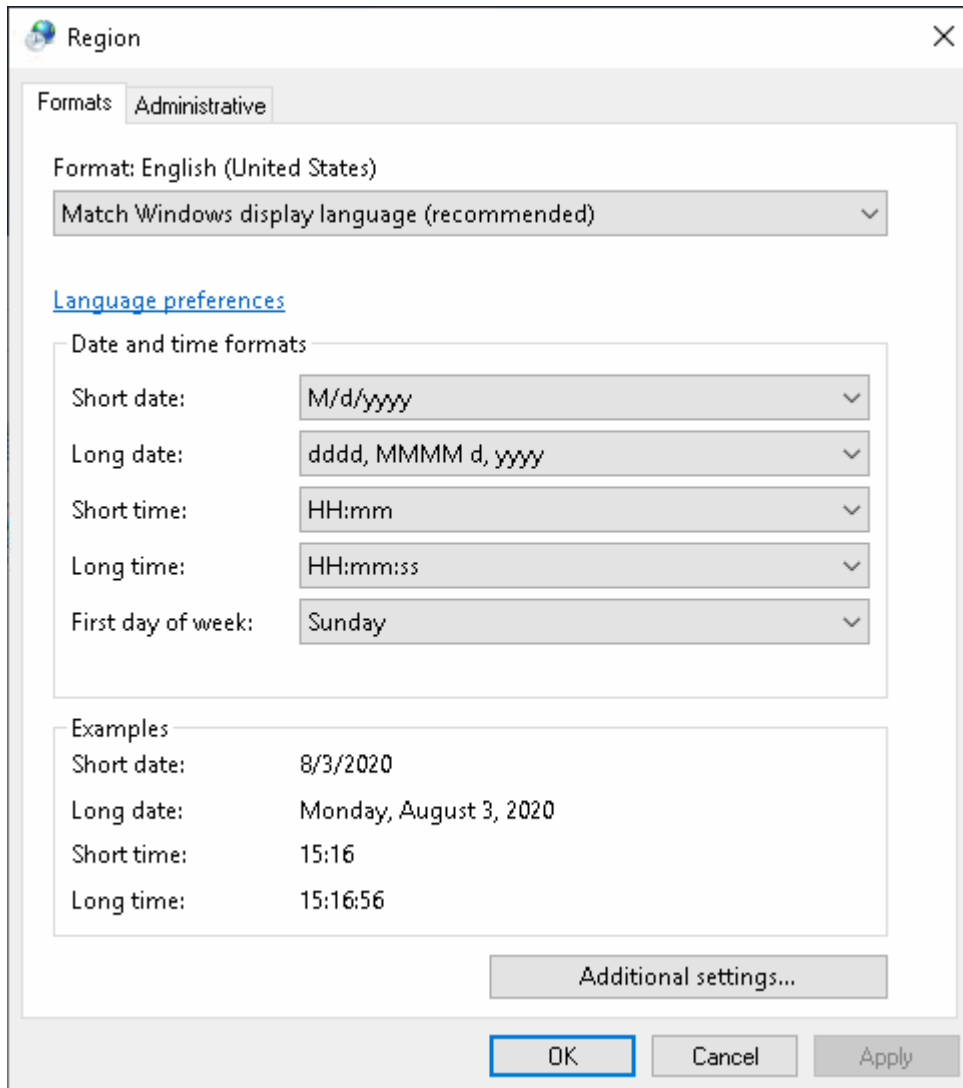 Region
Formats Administrative
Format: English (United States)
Match Windows display language (recommended)
Language preferences
Date and time formats
Short date: M/d/yyyy
Long date: dddd, MMMM d, yyyy
Short time: HH:mm
Long time: HH:mm:ss
First day of week: Sunday
Examples
Short date: 8/3/2020
Long date: Monday, August 3, 2020
Short time: 15:16
Long time: 15:16:56
Additional settings...
OK Cancel Apply